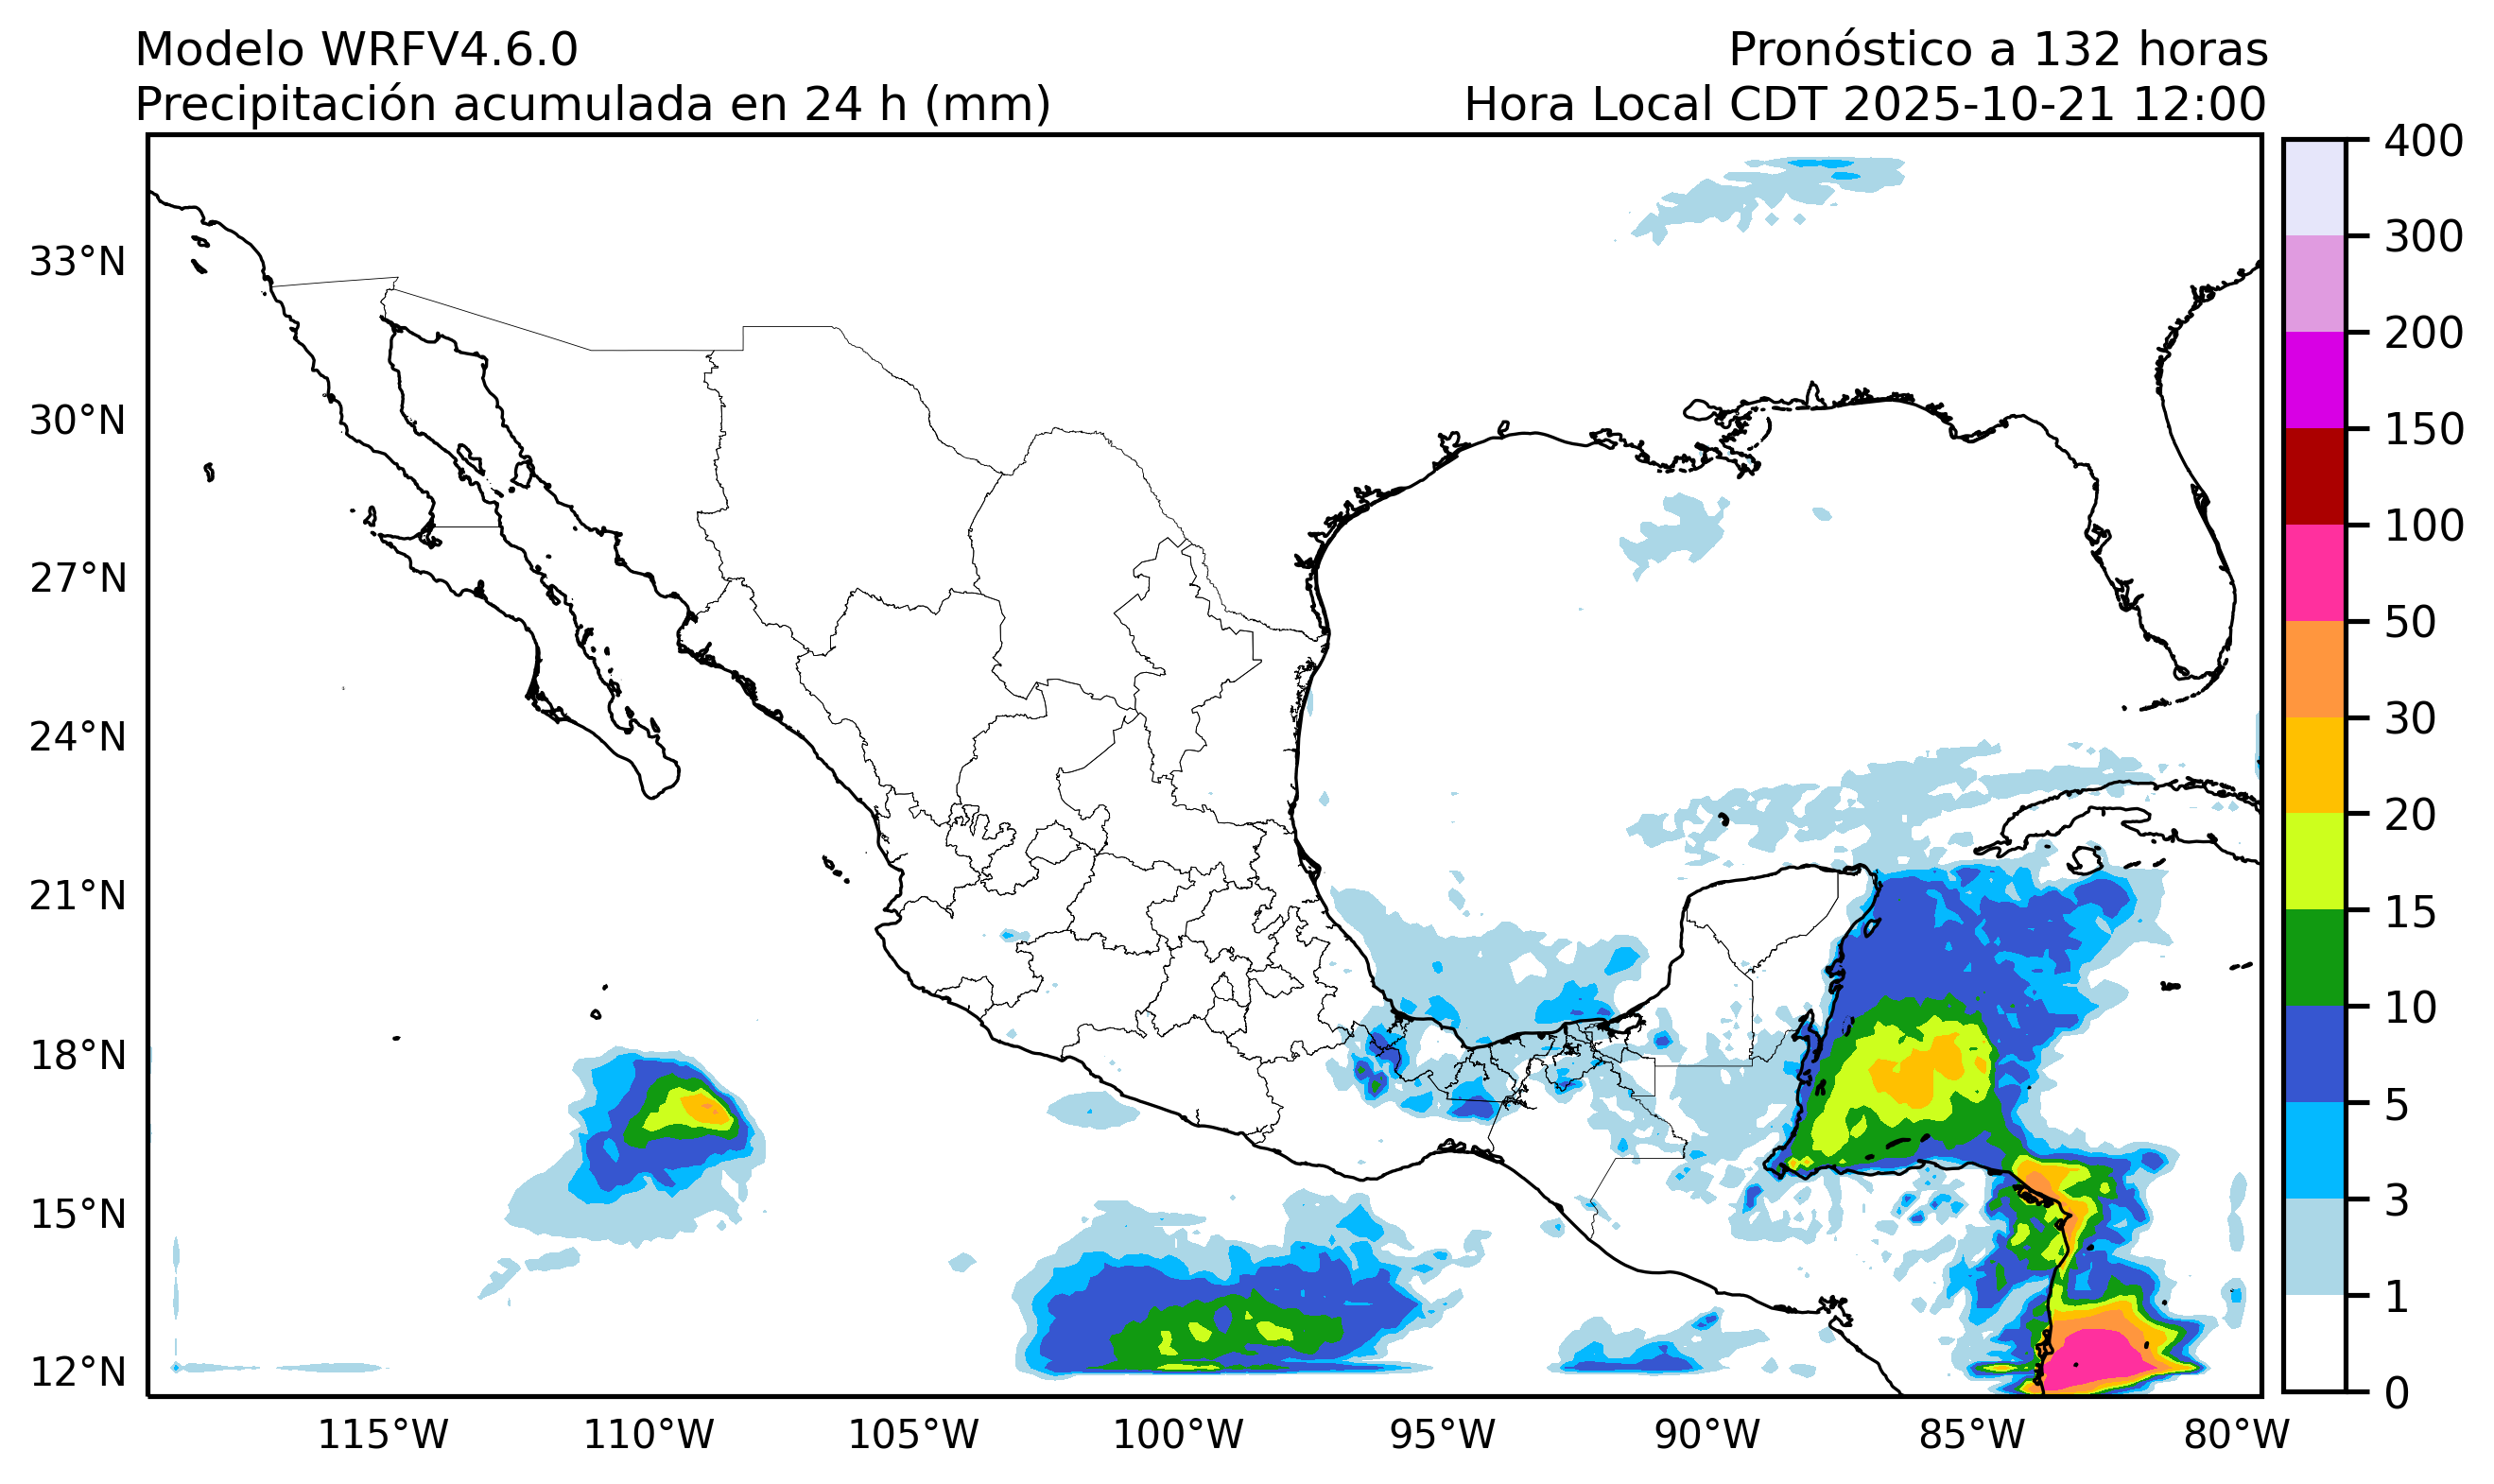 Modelo WRFV4.6.0
Pronóstico a 132 horas
Precipitación acumulada en 24 h (mm)
Hora Local CDT 2025-10-21 12:00
33°N
30°N
27°N
24°N
21°N
18°N
15°N
12°N
115°W
110°W
105°W
100°W
95°W
90°W
85°W
80°W
400
300
200
150
100
50
30
20
15
10
5
3
1
0